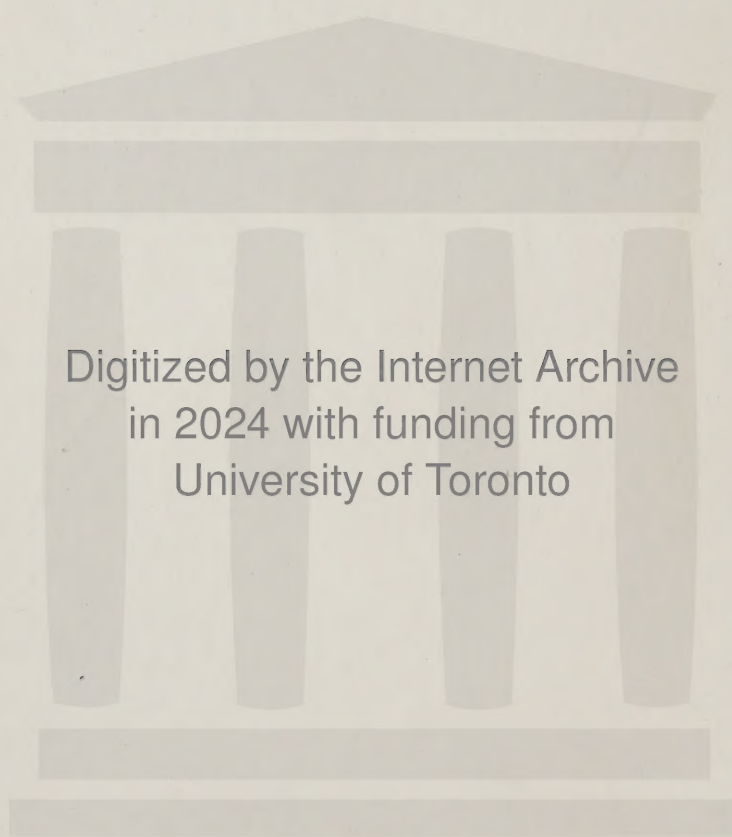 Digitized by the Internet Archive
in 2024 with funding from
University of Toronto